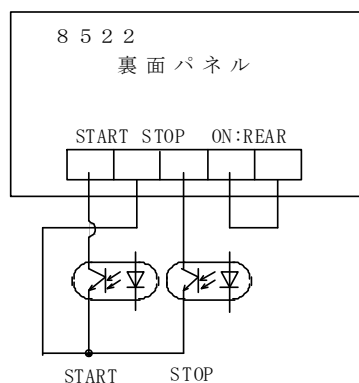 ８５２２
裏面パネル
START STOP ON:REAR
START STOP